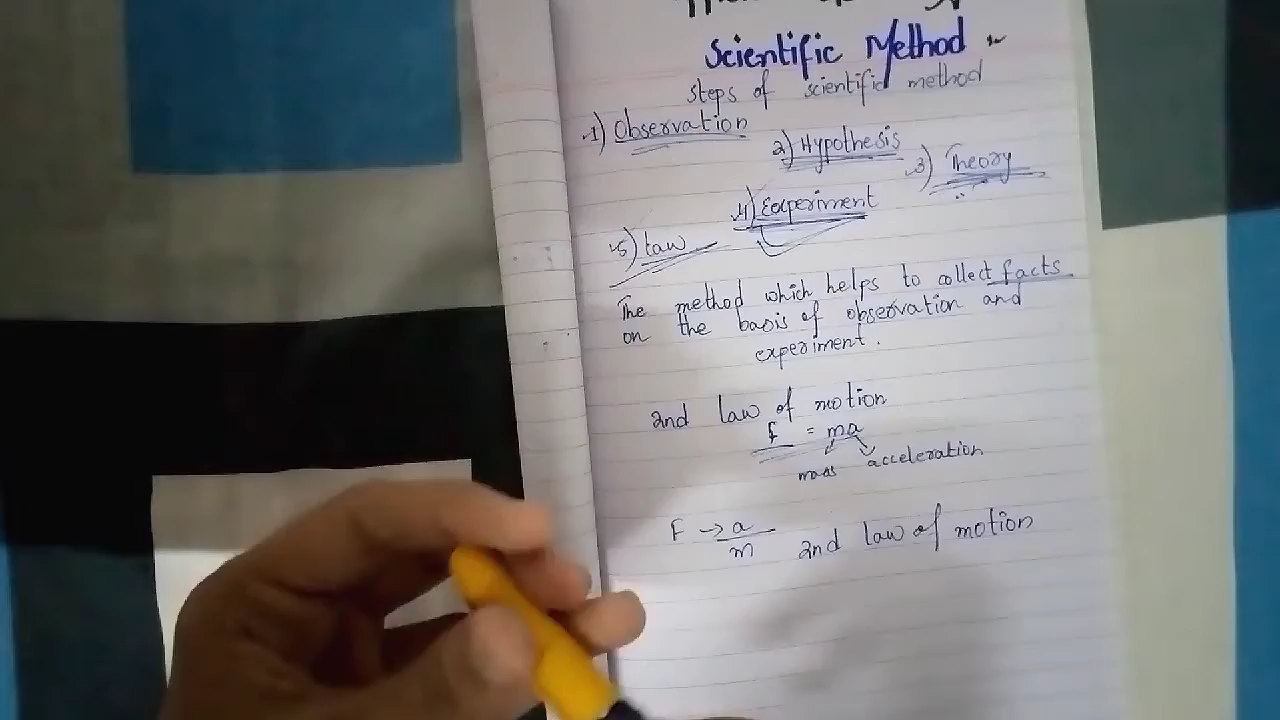 Scientific Method
steps of scientific method
1) Observation
2) Hypothesis
3) Theory
4) Experiment
5) law
The method which helps to collect facts
on the basis of observation and
experiment.
2nd law of motion
F = ma
mass acceleration
F → a
m
2nd law of motion